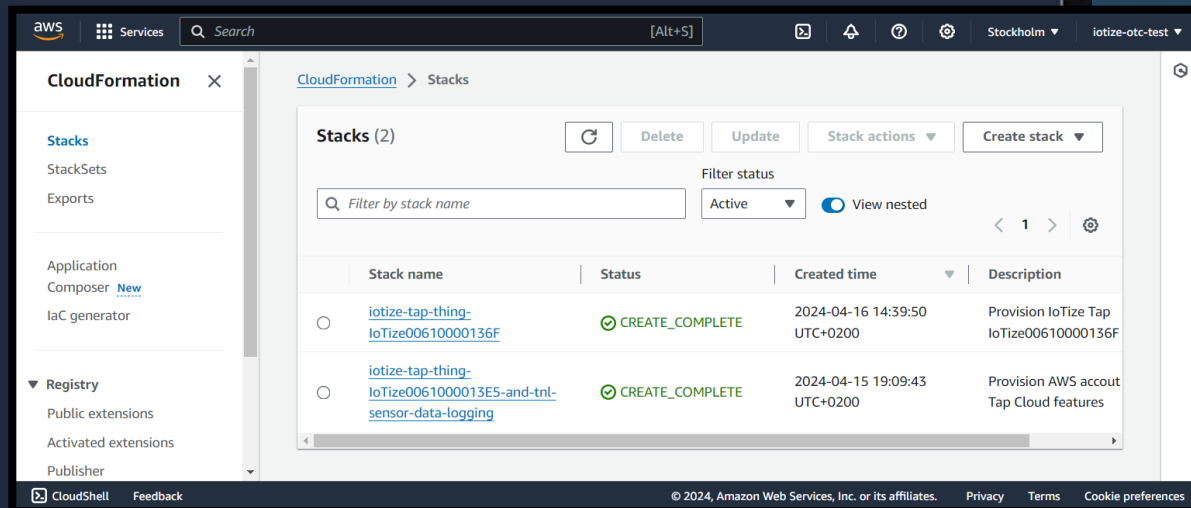 aws
Services
Search
[Alt+S]
Stockholm
iotize-otc-test
CloudFormation
Stacks
StackSets
Exports
Application
Composer New
IaC generator
Registry
Public extensions
Activated extensions
Publisher
CloudFormation
Stacks
Stacks (2)
Delete
Update
Stack actions
Create stack
Filter status
Filter by stack name
Active
View nested
1
Stack name
Status
Created time
Description
iotize-tap-thing-
IoTize00610000136F
CREATE_COMPLETE
2024-04-16 14:39:50
UTC+0200
Provision IoTize Tap
IoTize00610000136F
iotize-tap-thing-
IoTize0061000013E5-and-tnl-
sensor-data-logging
CREATE_COMPLETE
2024-04-15 19:09:43
UTC+0200
Provision AWS accout
Tap Cloud features
CloudShell
Feedback
© 2024, Amazon Web Services, Inc. or its affiliates.
Privacy
Terms
Cookie preferences